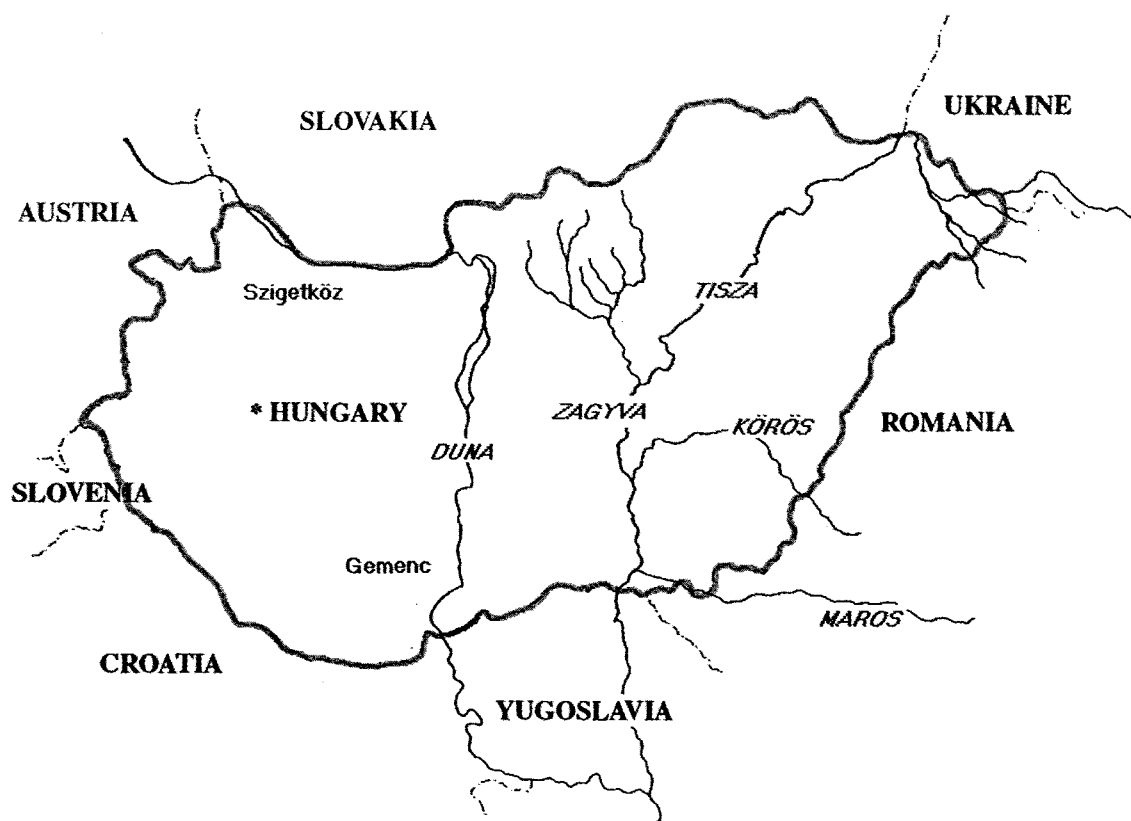 UKRAINE
SLOVAKIA
AUSTRIA
Szigetköz
TISZA
* HUNGARY
ZAGYVA
KÖRÖS
ROMANIA
DUNA
SLOVENIA
Gemenc
MAROS
CROATIA
YUGOSLAVIA